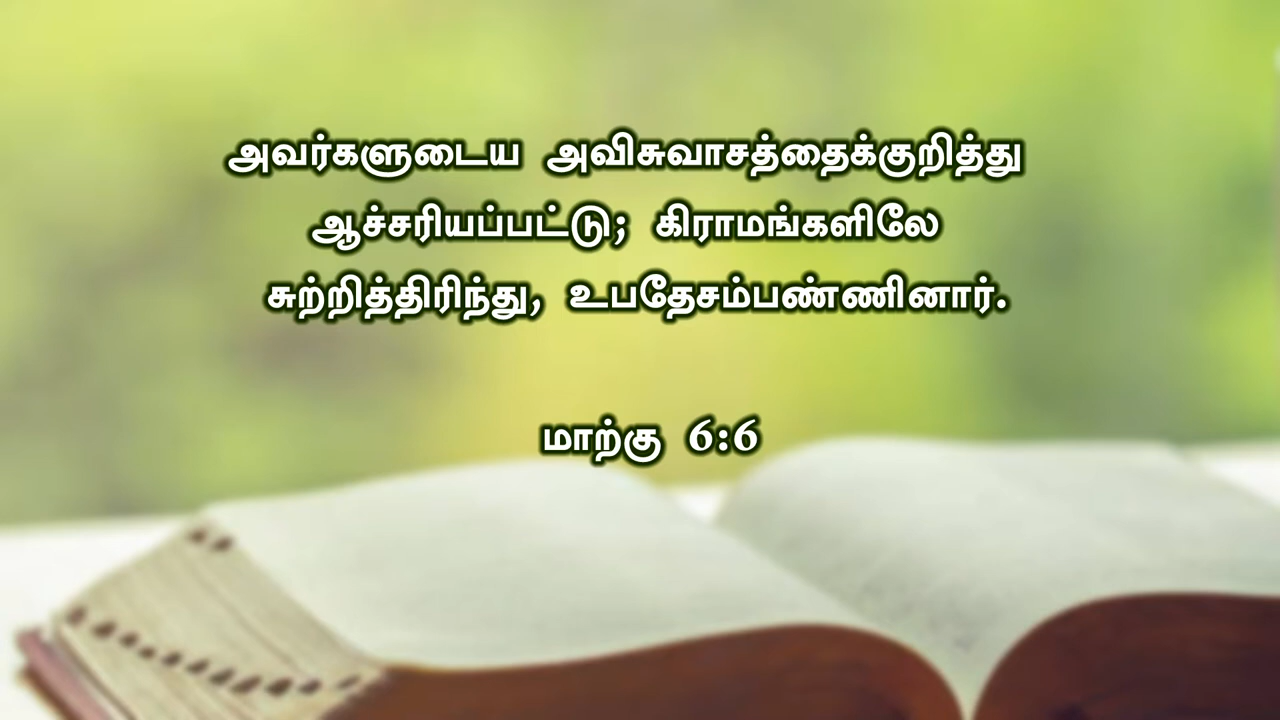 அவர்களுடைய அவிசுவாசத்தைக்குறித்து
ஆச்சரியப்பட்டு; கிராமங்களிலே
சுற்றித்திரிந்து, உபதேசம்பண்ணினார்.
மாற்கு 6:6